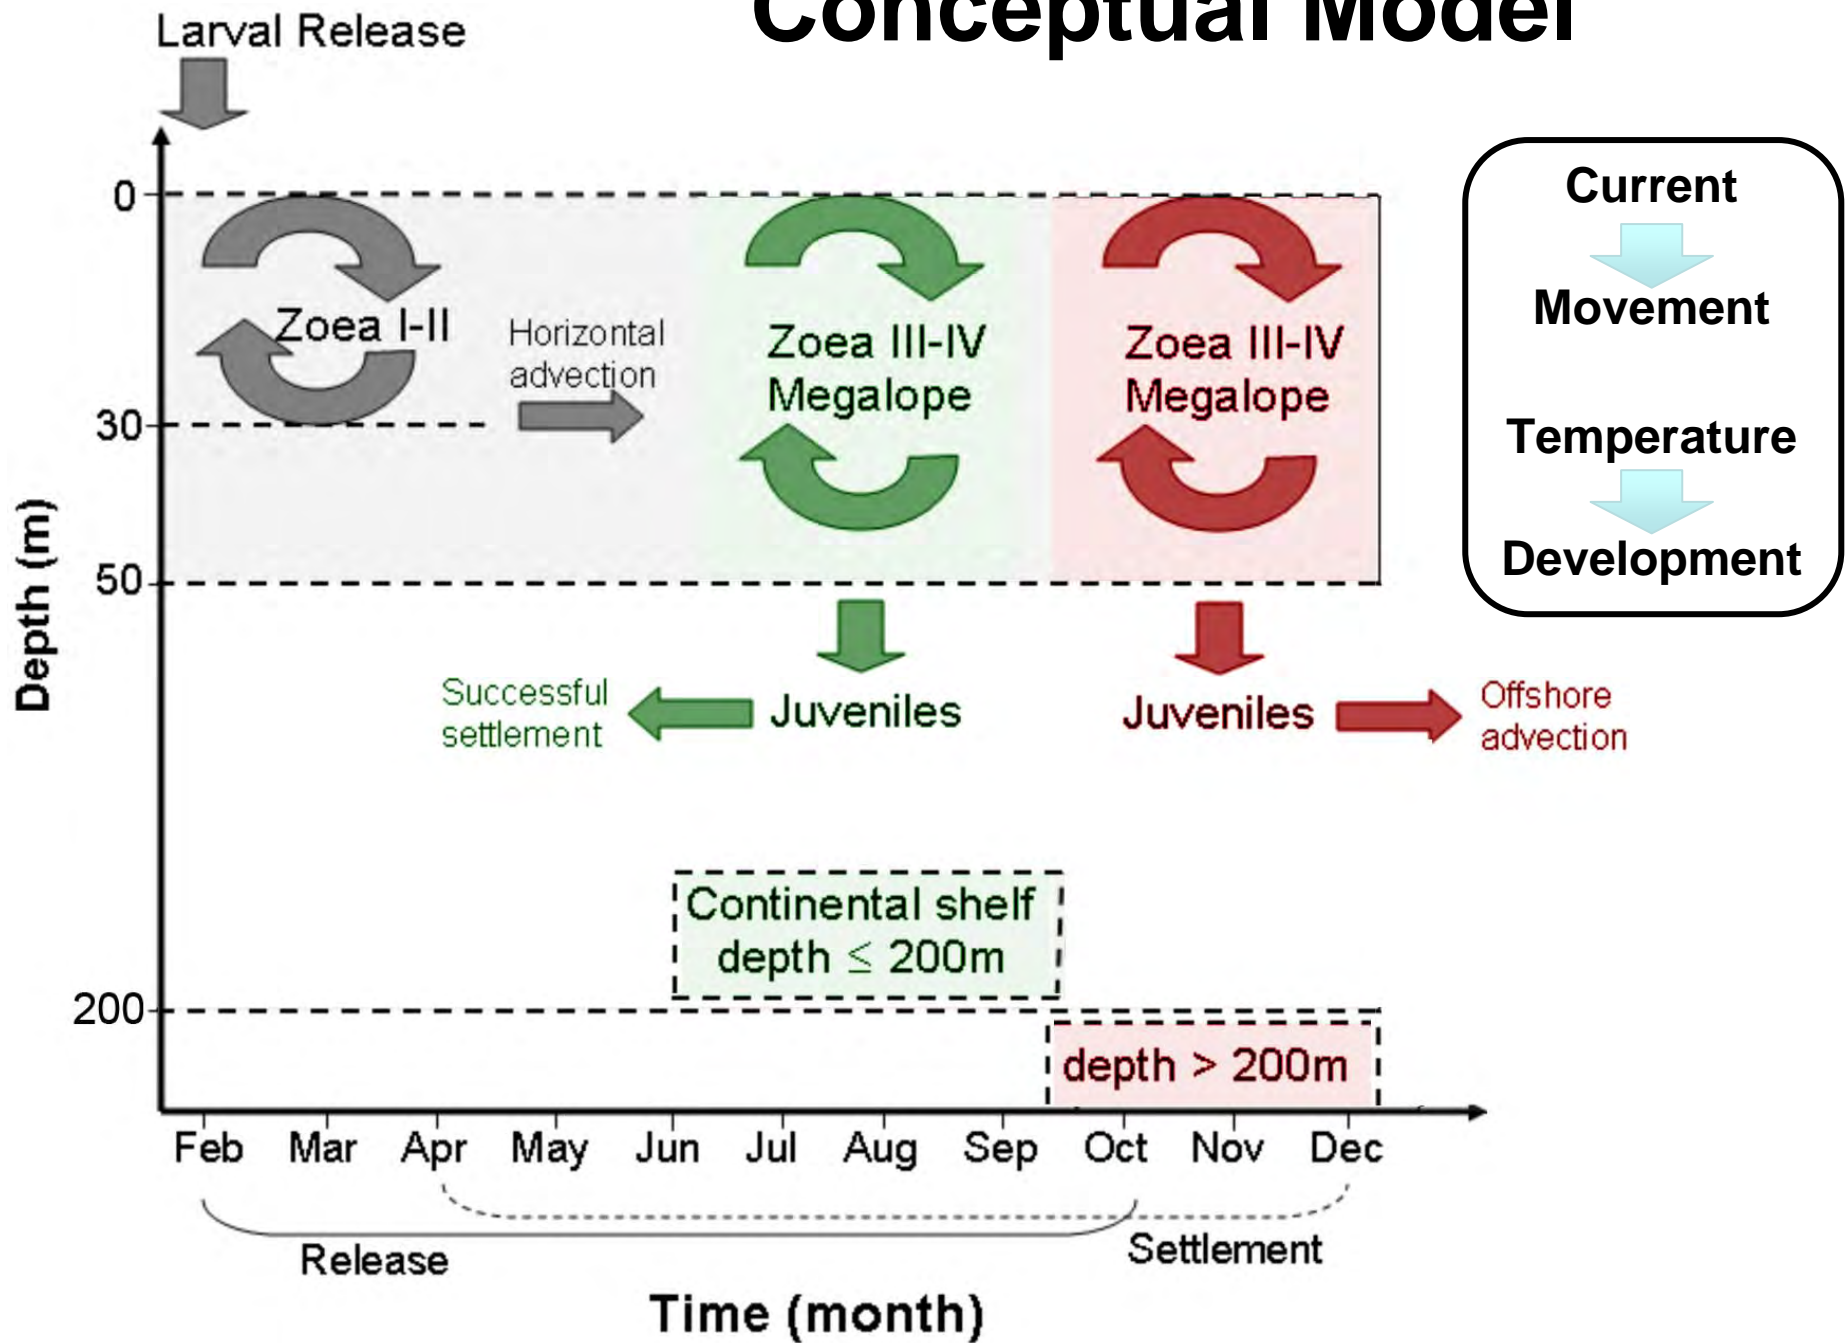 Conceptual Model
Larval Release
0
30
50
200
Depth (m)
Zoea I-II
Horizontal
advection
Zoea III-IV
Megalope
Zoea III-IV
Megalope
Successful
settlement
Juveniles
Juveniles
Offshore
advection
Continental shelf
depth ≤ 200m
depth > 200m
Feb Mar Apr May Jun Jul Aug Sep Oct Nov Dec
Release
Settlement
Time (month)
Current
Movement
Temperature
Development